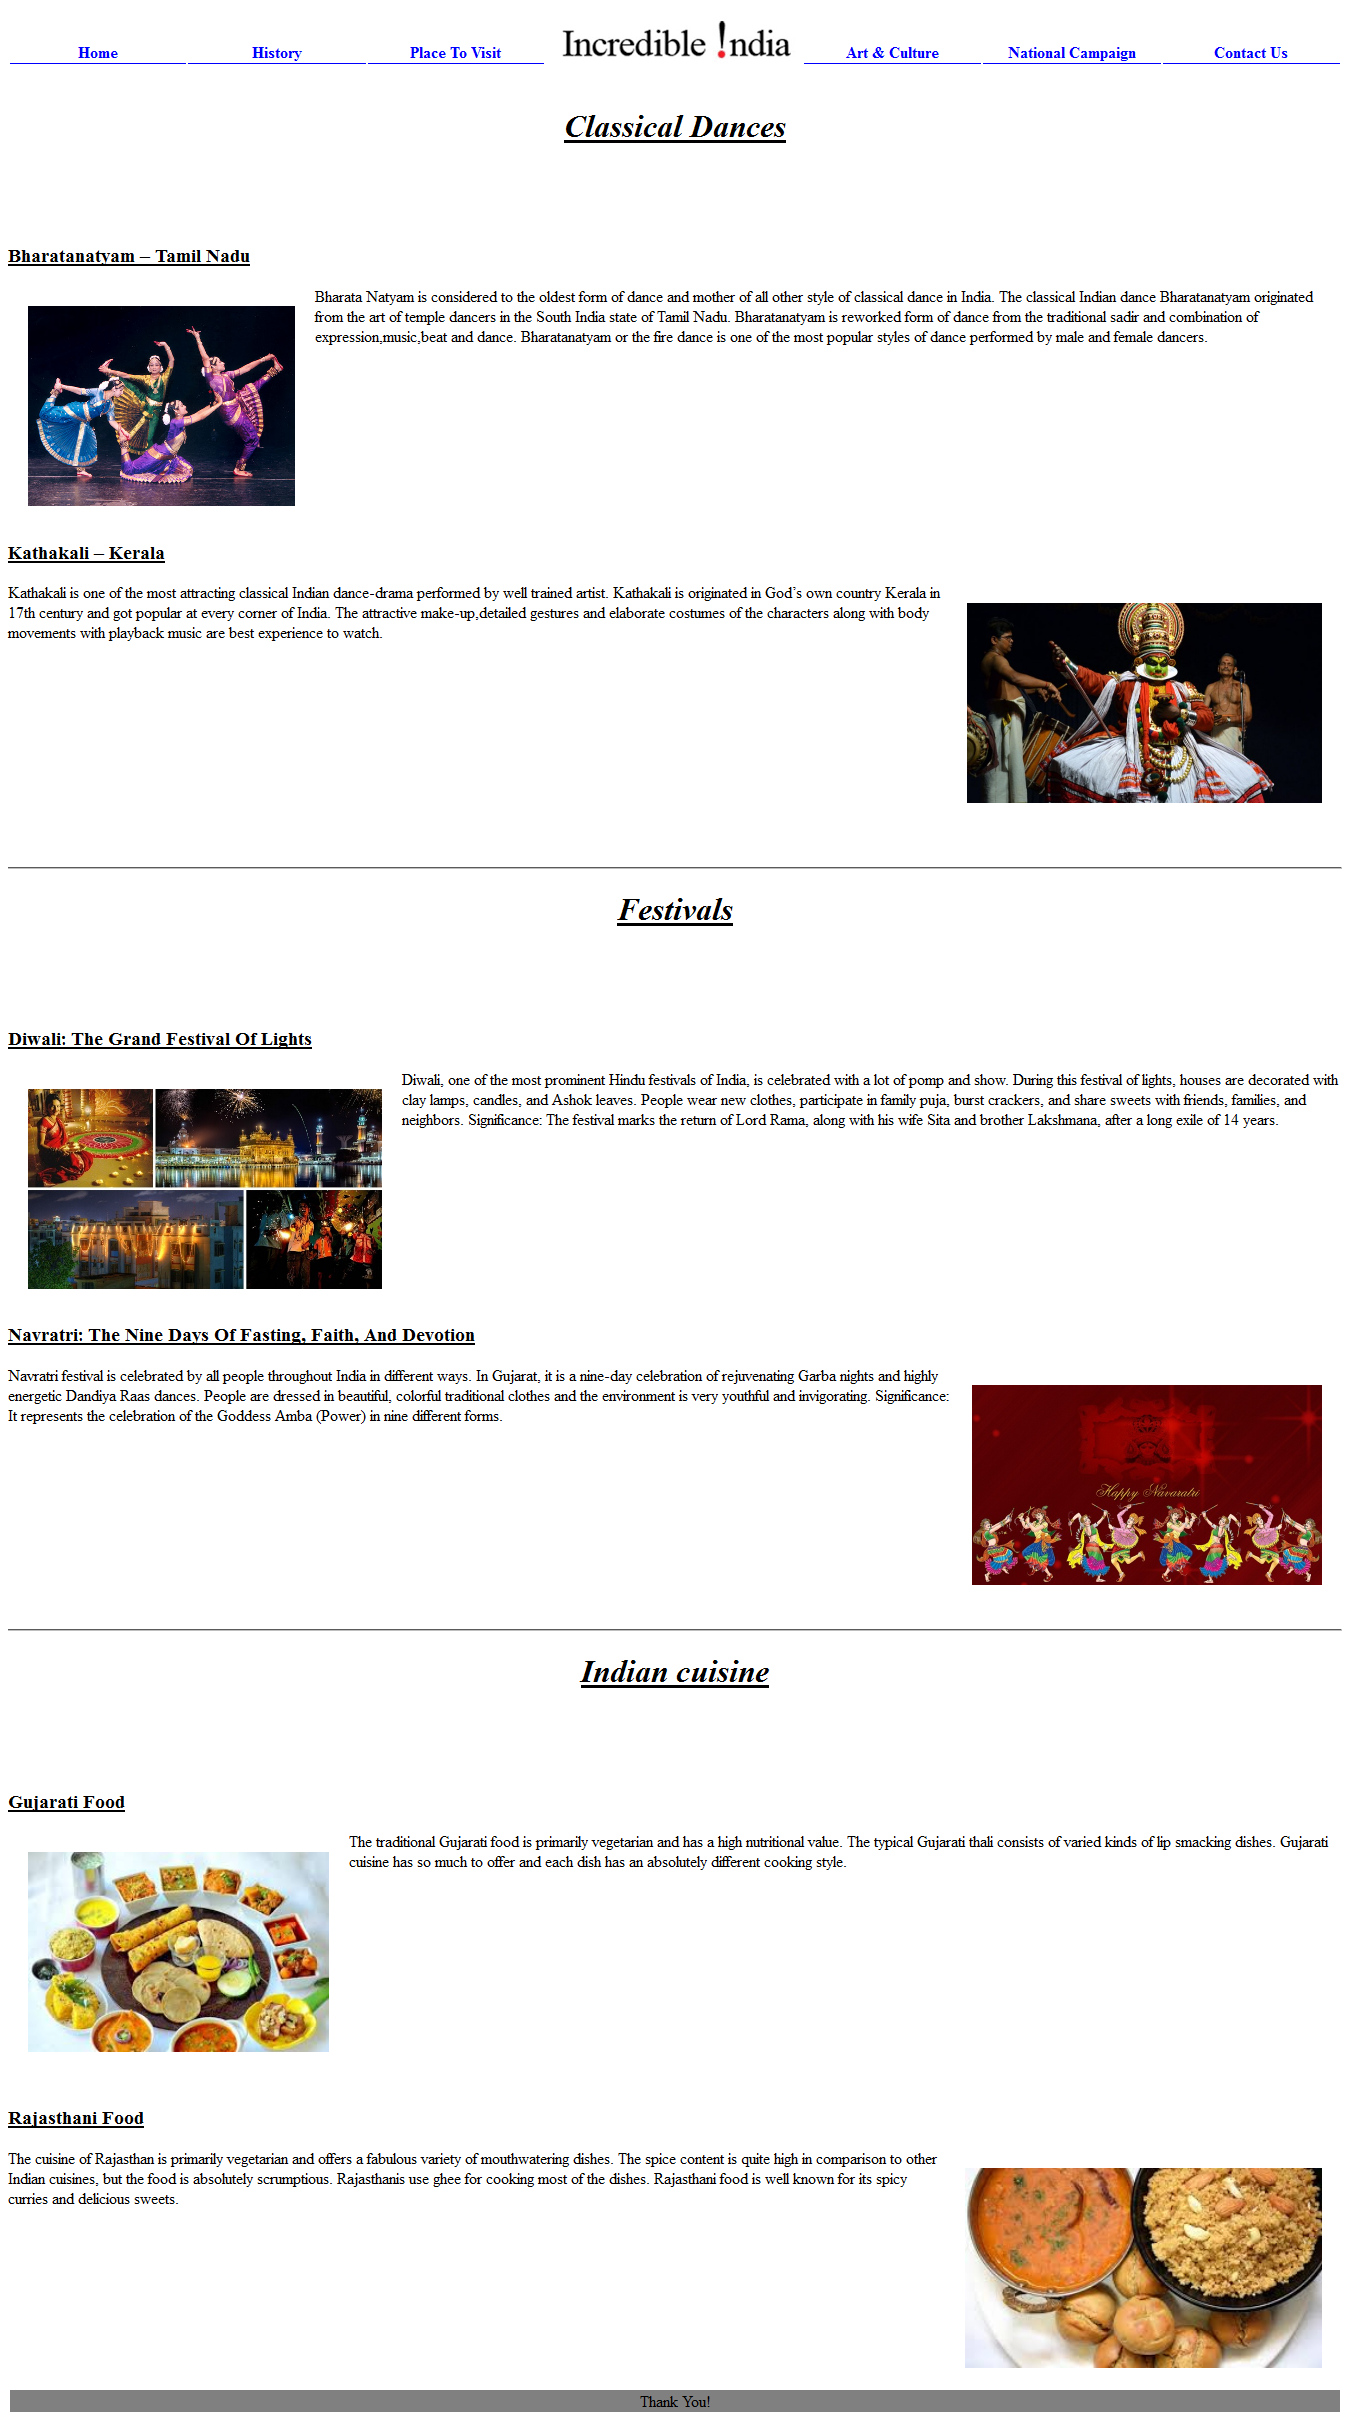 Home History Place To Visit Incredible !ndia Art & Culture National Campaign Contact Us
Classical Dances
Bharatanatyam – Tamil Nadu
Bharata Natyam is considered to the oldest form of dance and mother of all other style of classical dance in India. The classical Indian dance Bharatanatyam originated
from the art of temple dancers in the South India state of Tamil Nadu. Bharatanatyam is reworked form of dance from the traditional sadir and combination of
expression,music,beat and dance. Bharatanatyam or the fire dance is one of the most popular styles of dance performed by male and female dancers.
Kathakali – Kerala
Kathakali is one of the most attracting classical Indian dance-drama performed by well trained artist. Kathakali is originated in God’s own country Kerala in
17th century and got popular at every corner of India. The attractive make-up,detailed gestures and elaborate costumes of the characters along with body
movements with playback music are best experience to watch.
Festivals
Diwali: The Grand Festival Of Lights
Diwali, one of the most prominent Hindu festivals of India, is celebrated with a lot of pomp and show. During this festival of lights, houses are decorated with
clay lamps, candles, and Ashok leaves. People wear new clothes, participate in family puja, burst crackers, and share sweets with friends, families, and
neighbors. Significance: The festival marks the return of Lord Rama, along with his wife Sita and brother Lakshmana, after a long exile of 14 years.
Navratri: The Nine Days Of Fasting, Faith, And Devotion
Navratri festival is celebrated by all people throughout India in different ways. In Gujarat, it is a nine-day celebration of rejuvenating Garba nights and highly
energetic Dandiya Raas dances. People are dressed in beautiful, colorful traditional clothes and the environment is very youthful and invigorating. Significance:
It represents the celebration of the Goddess Amba (Power) in nine different forms.
Happy Navaratri
Indian cuisine
Gujarati Food
The traditional Gujarati food is primarily vegetarian and has a high nutritional value. The typical Gujarati thali consists of varied kinds of lip smacking dishes. Gujarati
cuisine has so much to offer and each dish has an absolutely different cooking style.
Rajasthani Food
The cuisine of Rajasthan is primarily vegetarian and offers a fabulous variety of mouthwatering dishes. The spice content is quite high in comparison to other
Indian cuisines, but the food is absolutely scrumptious. Rajasthanis use ghee for cooking most of the dishes. Rajasthani food is well known for its spicy
curries and delicious sweets.
Thank You!